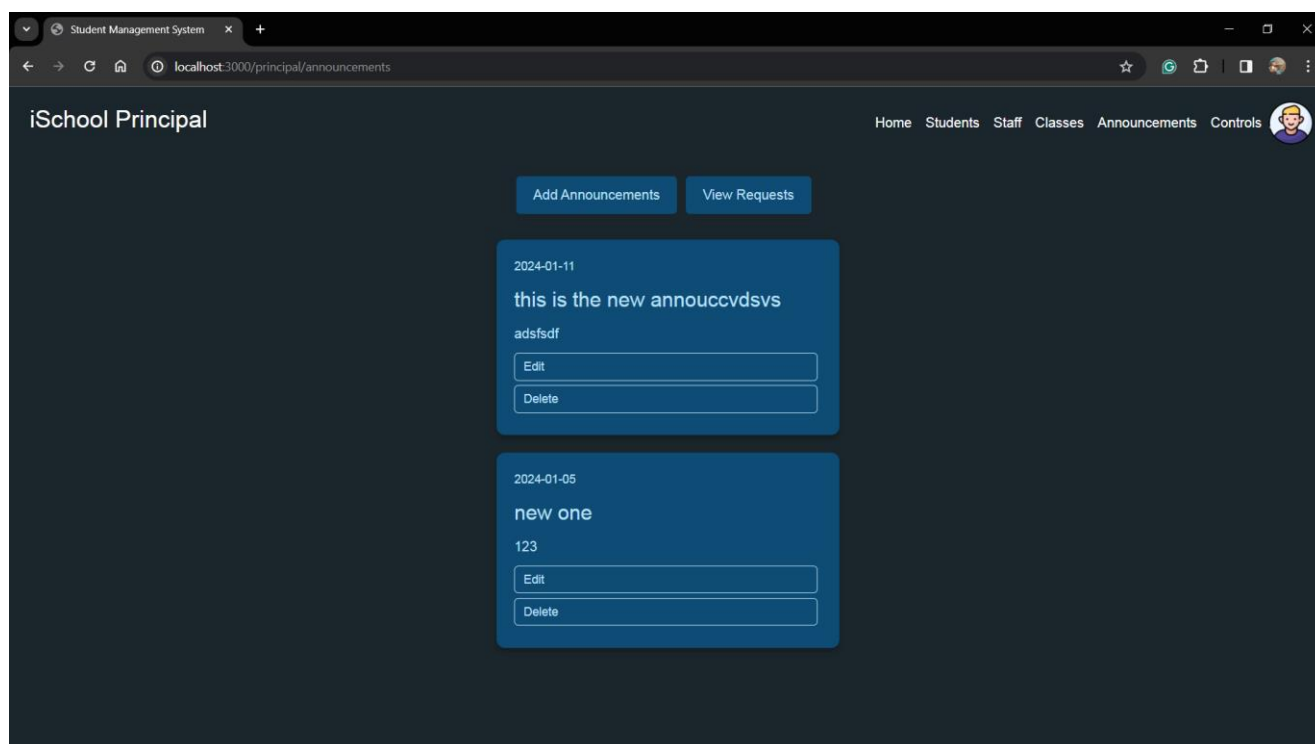 Student Management System
localhost:3000/principal/announcements
iSchool Principal
Home Students Staff Classes Announcements Controls
Add Announcements View Requests
2024-01-11
this is the new annouccvdsvs
adsfsdf
Edit
Delete
2024-01-05
new one
123
Edit
Delete